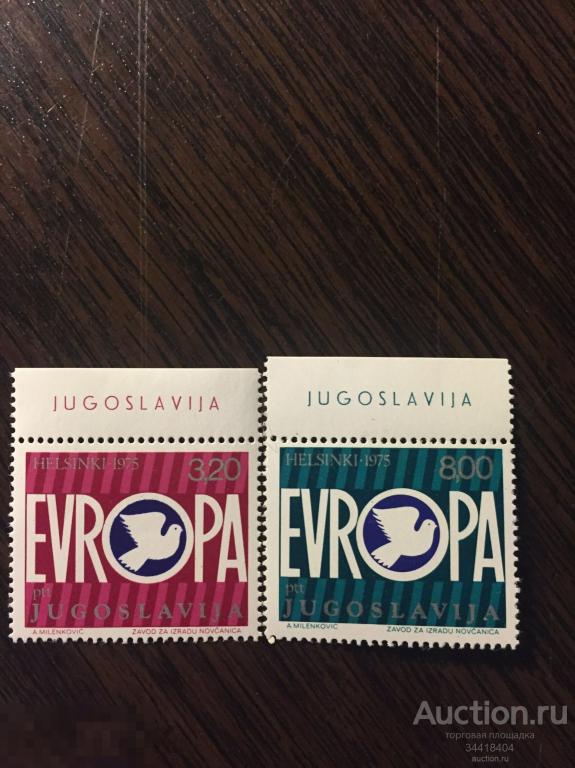 JUGOSLAVIJA
HELSINKI·1975 3,20
EVROPA
ptt
JUGOSLAVIJA
A.MILENKOVIĆ ZAVOD ZA IZRADU NOVČANICA
JUGOSLAVIJA
HELSINKI·1975 8,00
EVROPA
ptt
JUGOSLAVIJA
A.MILENKOVIĆ ZAVOD ZA IZRADU NOVČANICA
Auction.ru
торговая площадка
34418404
auction.ru